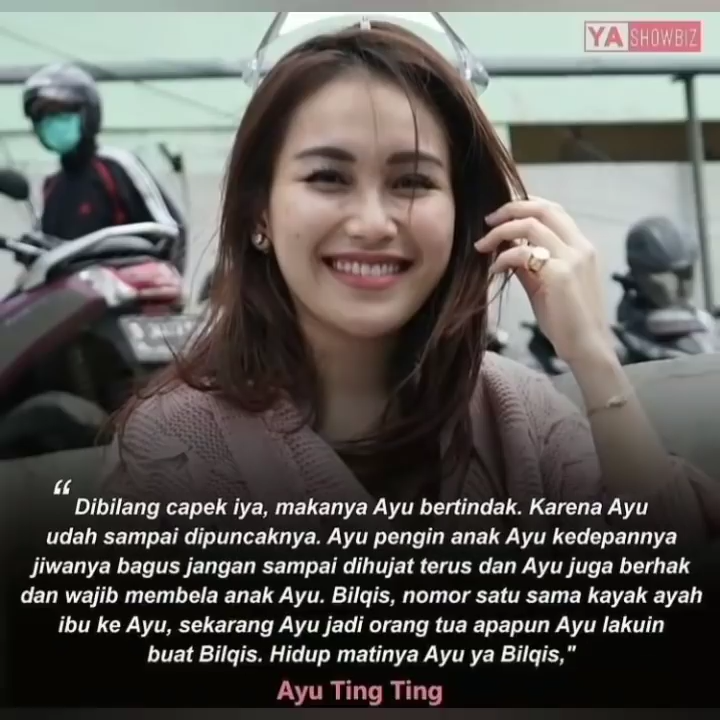 YA SHOWBIZ
“
Dibilang capek iya, makanya Ayu bertindak. Karena Ayu
udah sampai dipuncaknya. Ayu pengin anak Ayu kedepannya
jiwanya bagus jangan sampai dihujat terus dan Ayu juga berhak
dan wajib membela anak Ayu. Bilqis, nomor satu sama kayak ayah
ibu ke Ayu, sekarang Ayu jadi orang tua apapun Ayu lakuin
buat Bilqis. Hidup matinya Ayu ya Bilqis,"
Ayu Ting Ting